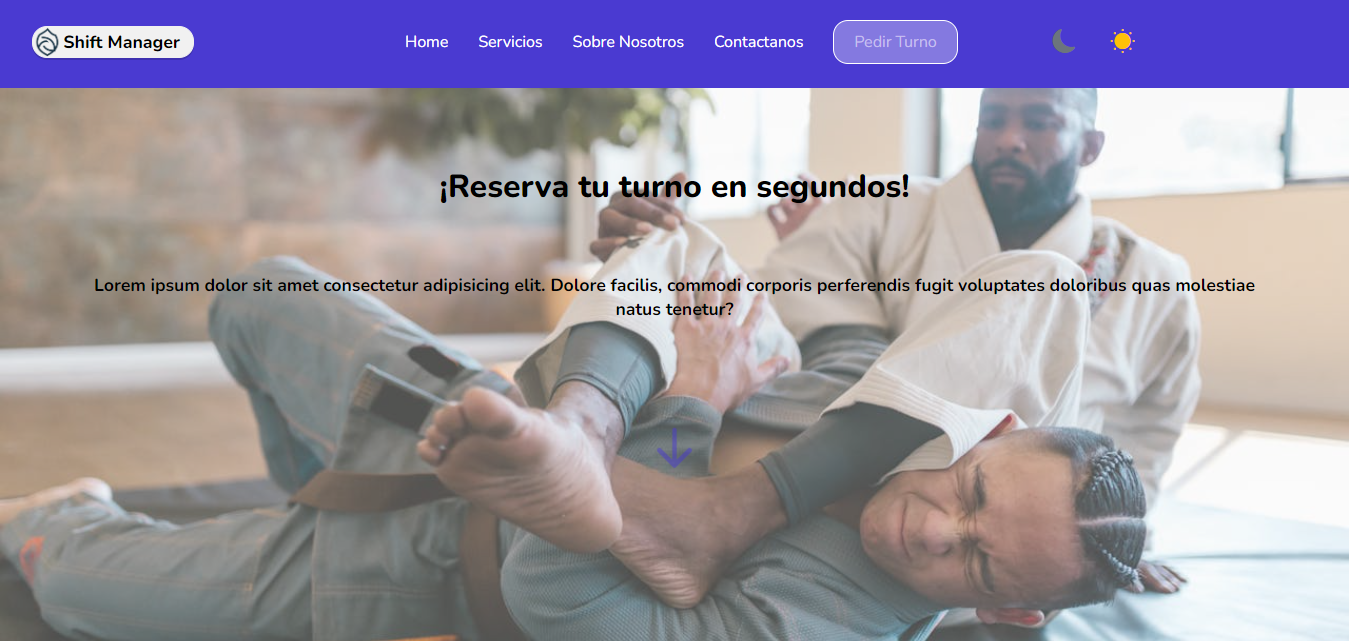 Shift Manager
Home Servicios Sobre Nosotros Contactanos Pedir Turno
¡Reserva tu turno en segundos!
Lorem ipsum dolor sit amet consectetur adipisicing elit. Dolore facilis, commodi corporis perferendis fugit voluptates doloribus quas molestiae
natus tenetur?